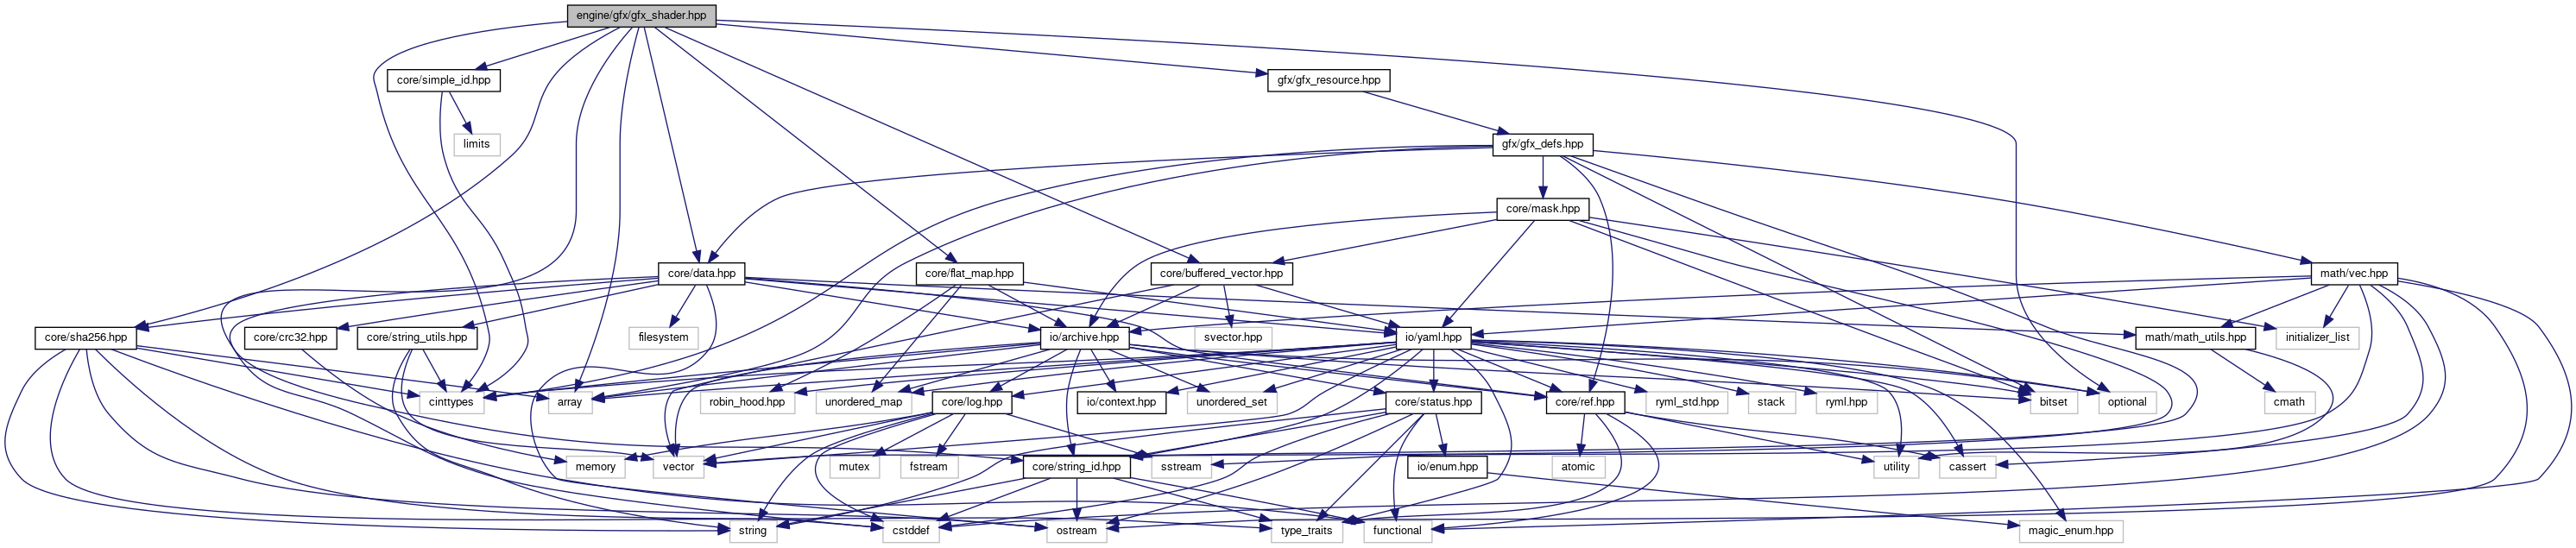 engine/gfx/gfx_shader.hpp
core/simple_id.hpp
gfx/gfx_resource.hpp
limits
gfx/gfx_defs.hpp
core/mask.hpp
core/data.hpp
core/flat_map.hpp
core/buffered_vector.hpp
math/vec.hpp
core/sha256.hpp
core/crc32.hpp
core/string_utils.hpp
filesystem
io/archive.hpp
svector.hpp
io/yaml.hpp
math/math_utils.hpp
initializer_list
cinttypes
array
robin_hood.hpp
unordered_map
core/log.hpp
io/context.hpp
unordered_set
core/status.hpp
core/ref.hpp
ryml_std.hpp
stack
ryml.hpp
bitset
optional
cmath
memory
vector
mutex
fstream
core/string_id.hpp
sstream
io/enum.hpp
atomic
utility
cassert
string
cstddef
ostream
type_traits
functional
magic_enum.hpp